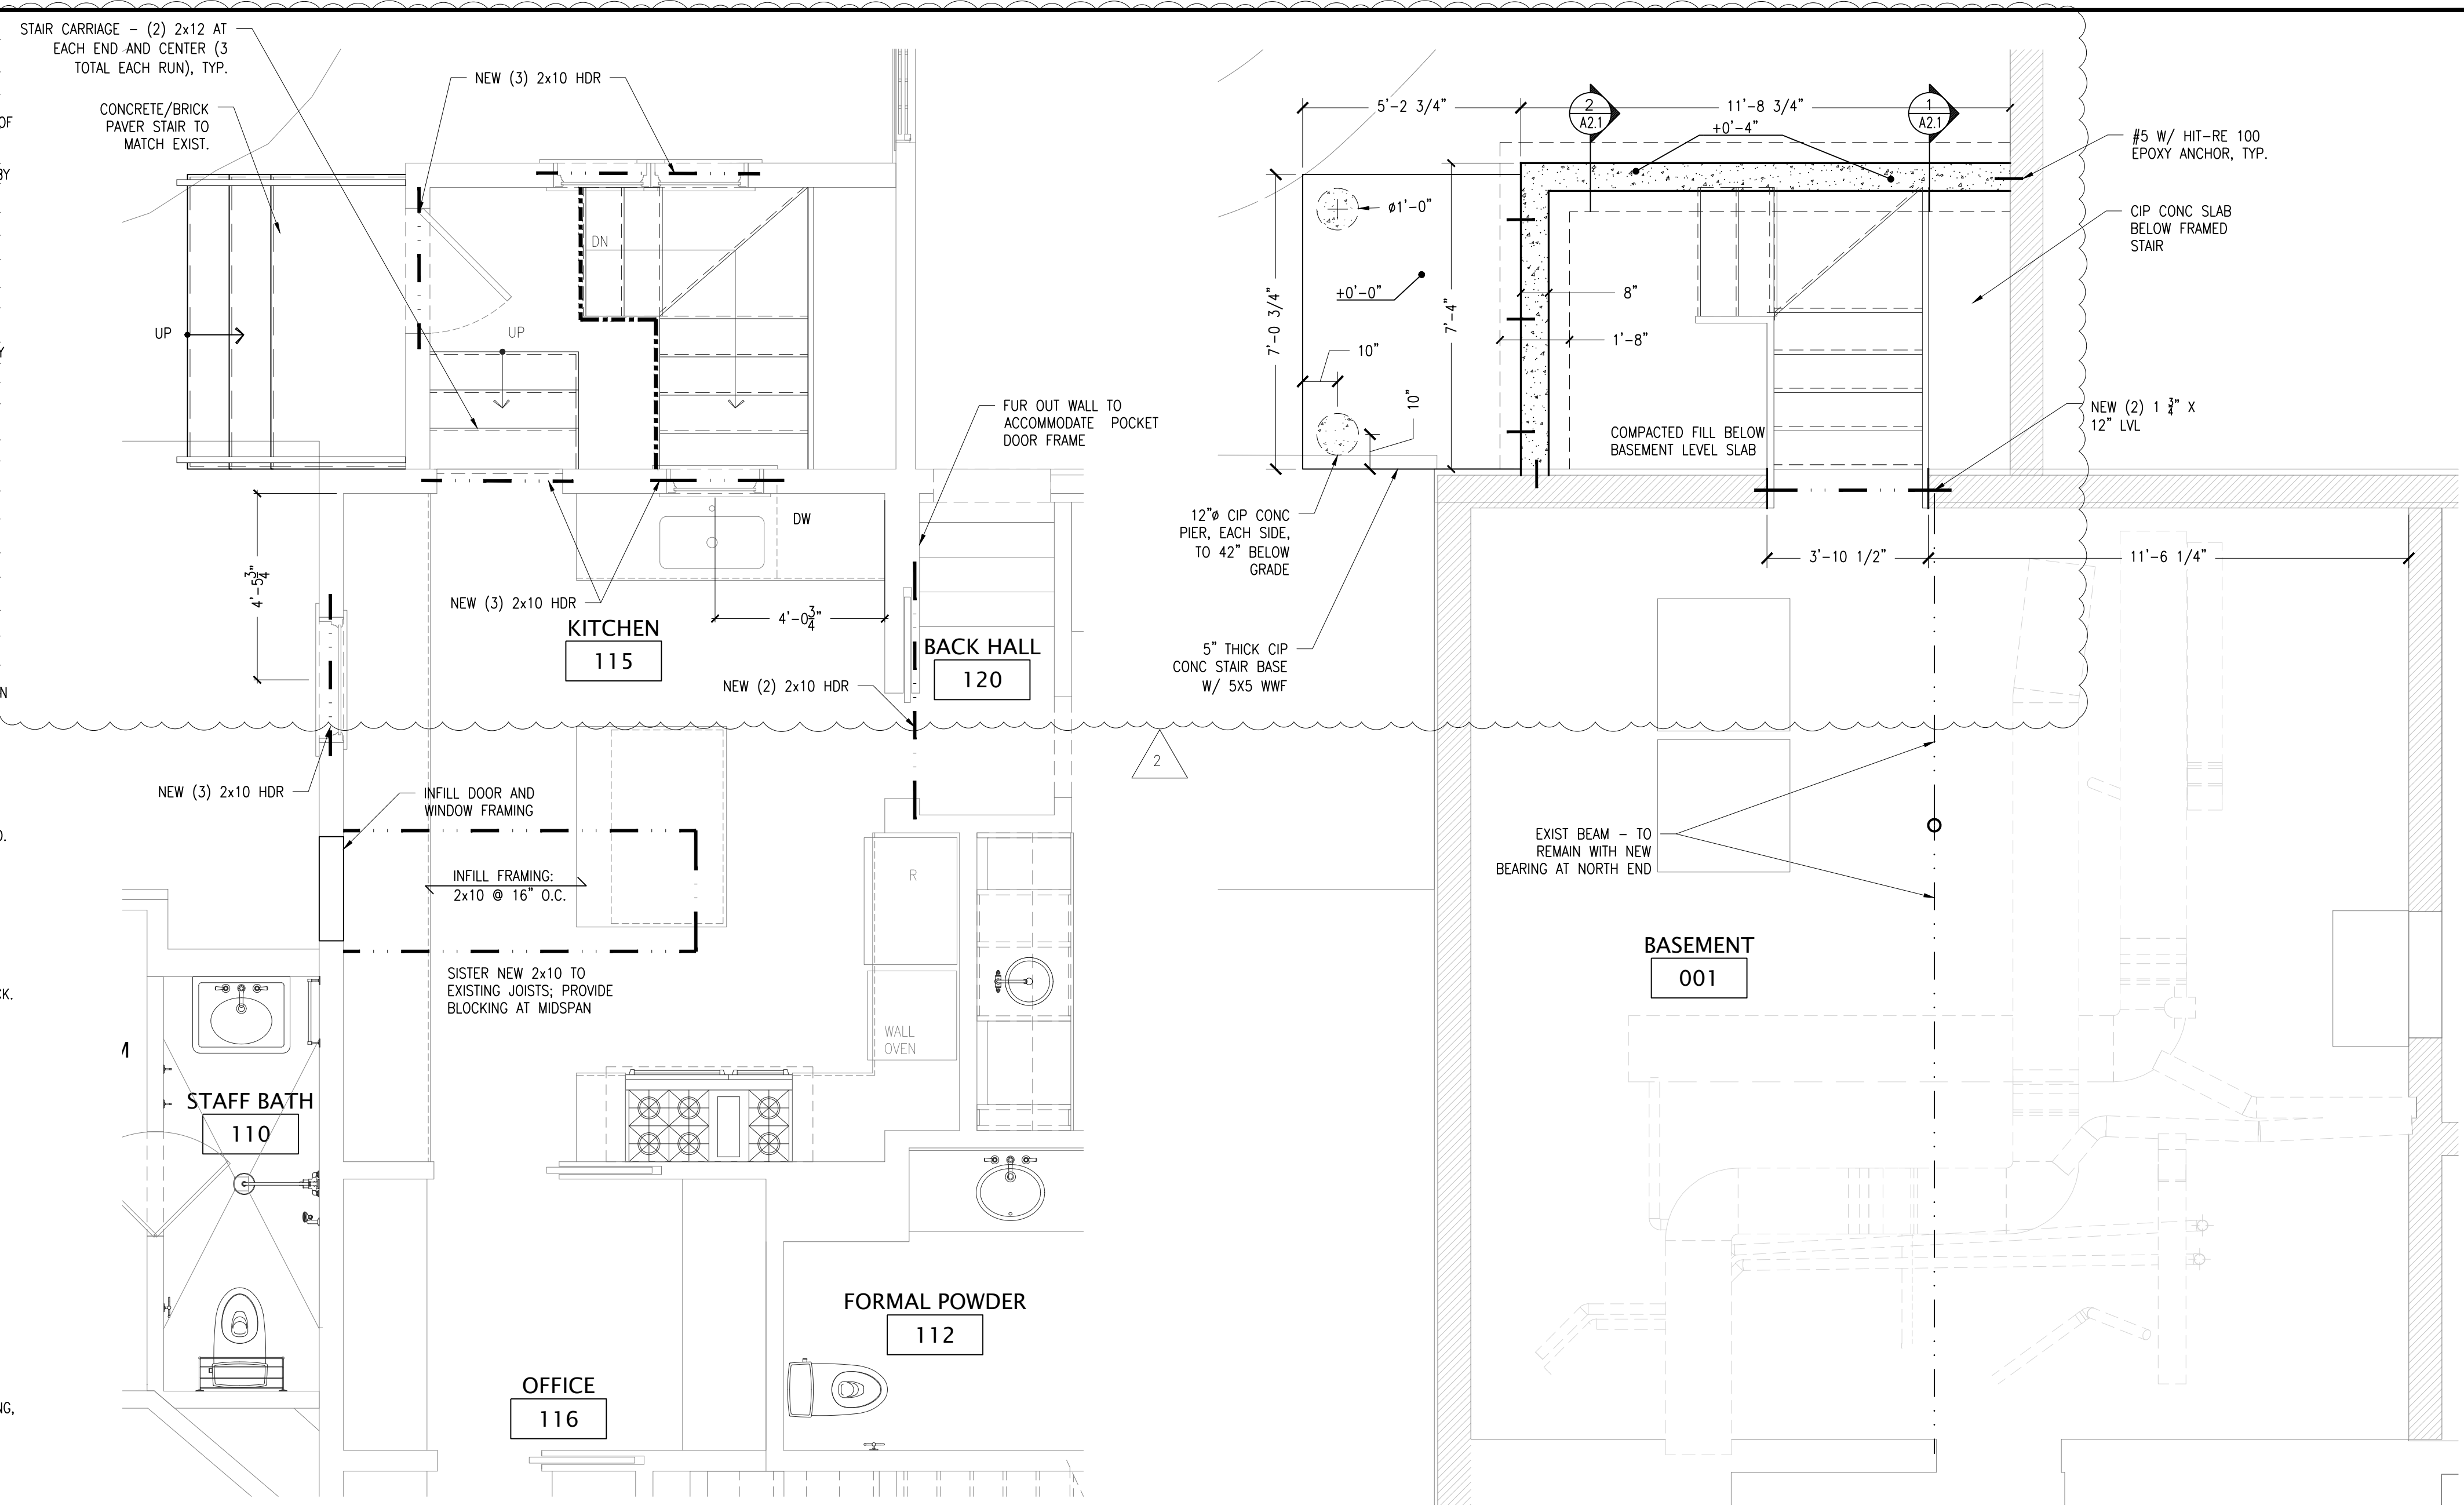 STAIR CARRIAGE – (2) 2x12 AT
EACH END AND CENTER (3
TOTAL EACH RUN), TYP.
CONCRETE/BRICK
PAVER STAIR TO
MATCH EXIST.
NEW (3) 2x10 HDR
OF
BY
Y
N
O.
CK.
NG,
M
UP
UP
DN
FUR OUT WALL TO
ACCOMMODATE POCKET
DOOR FRAME
4'-5 3/4"
DW
NEW (3) 2x10 HDR
4'-0 3/4"
KITCHEN
115
BACK HALL
120
NEW (2) 2x10 HDR
NEW (3) 2x10 HDR
INFILL DOOR AND
WINDOW FRAMING
INFILL FRAMING:
2x10 @ 16" O.C.
R
SISTER NEW 2x10 TO
EXISTING JOISTS; PROVIDE
BLOCKING AT MIDSPAN
WALL
OVEN
STAFF BATH
110
FORMAL POWDER
112
OFFICE
116
2
5'-2 3/4"
11'-8 3/4"
2
A2.1
1
A2.1
+0'-4"
#5 W/ HIT-RE 100
EPOXY ANCHOR, TYP.
ø1'-0"
CIP CONC SLAB
BELOW FRAMED
STAIR
+0'-0"
8"
7'-0 3/4"
7'-4"
1'-8"
10"
10"
NEW (2) 1 3/4" X
12" LVL
COMPACTED FILL BELOW
BASEMENT LEVEL SLAB
12"ø CIP CONC
PIER, EACH SIDE,
TO 42" BELOW
GRADE
3'-10 1/2"
11'-6 1/4"
5" THICK CIP
CONC STAIR BASE
W/ 5X5 WWF
EXIST BEAM – TO
REMAIN WITH NEW
BEARING AT NORTH END
BASEMENT
001